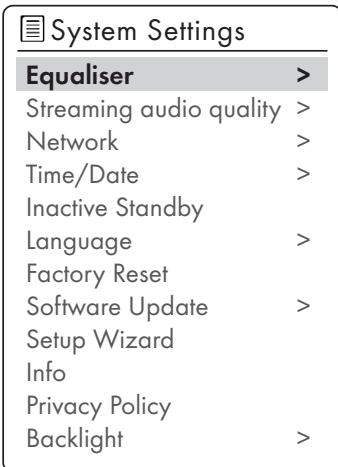 System Settings
Equaliser >
Streaming audio quality >
Network >
Time/Date >
Inactive Standby
Language >
Factory Reset
Software Update >
Setup Wizard
Info
Privacy Policy
Backlight >